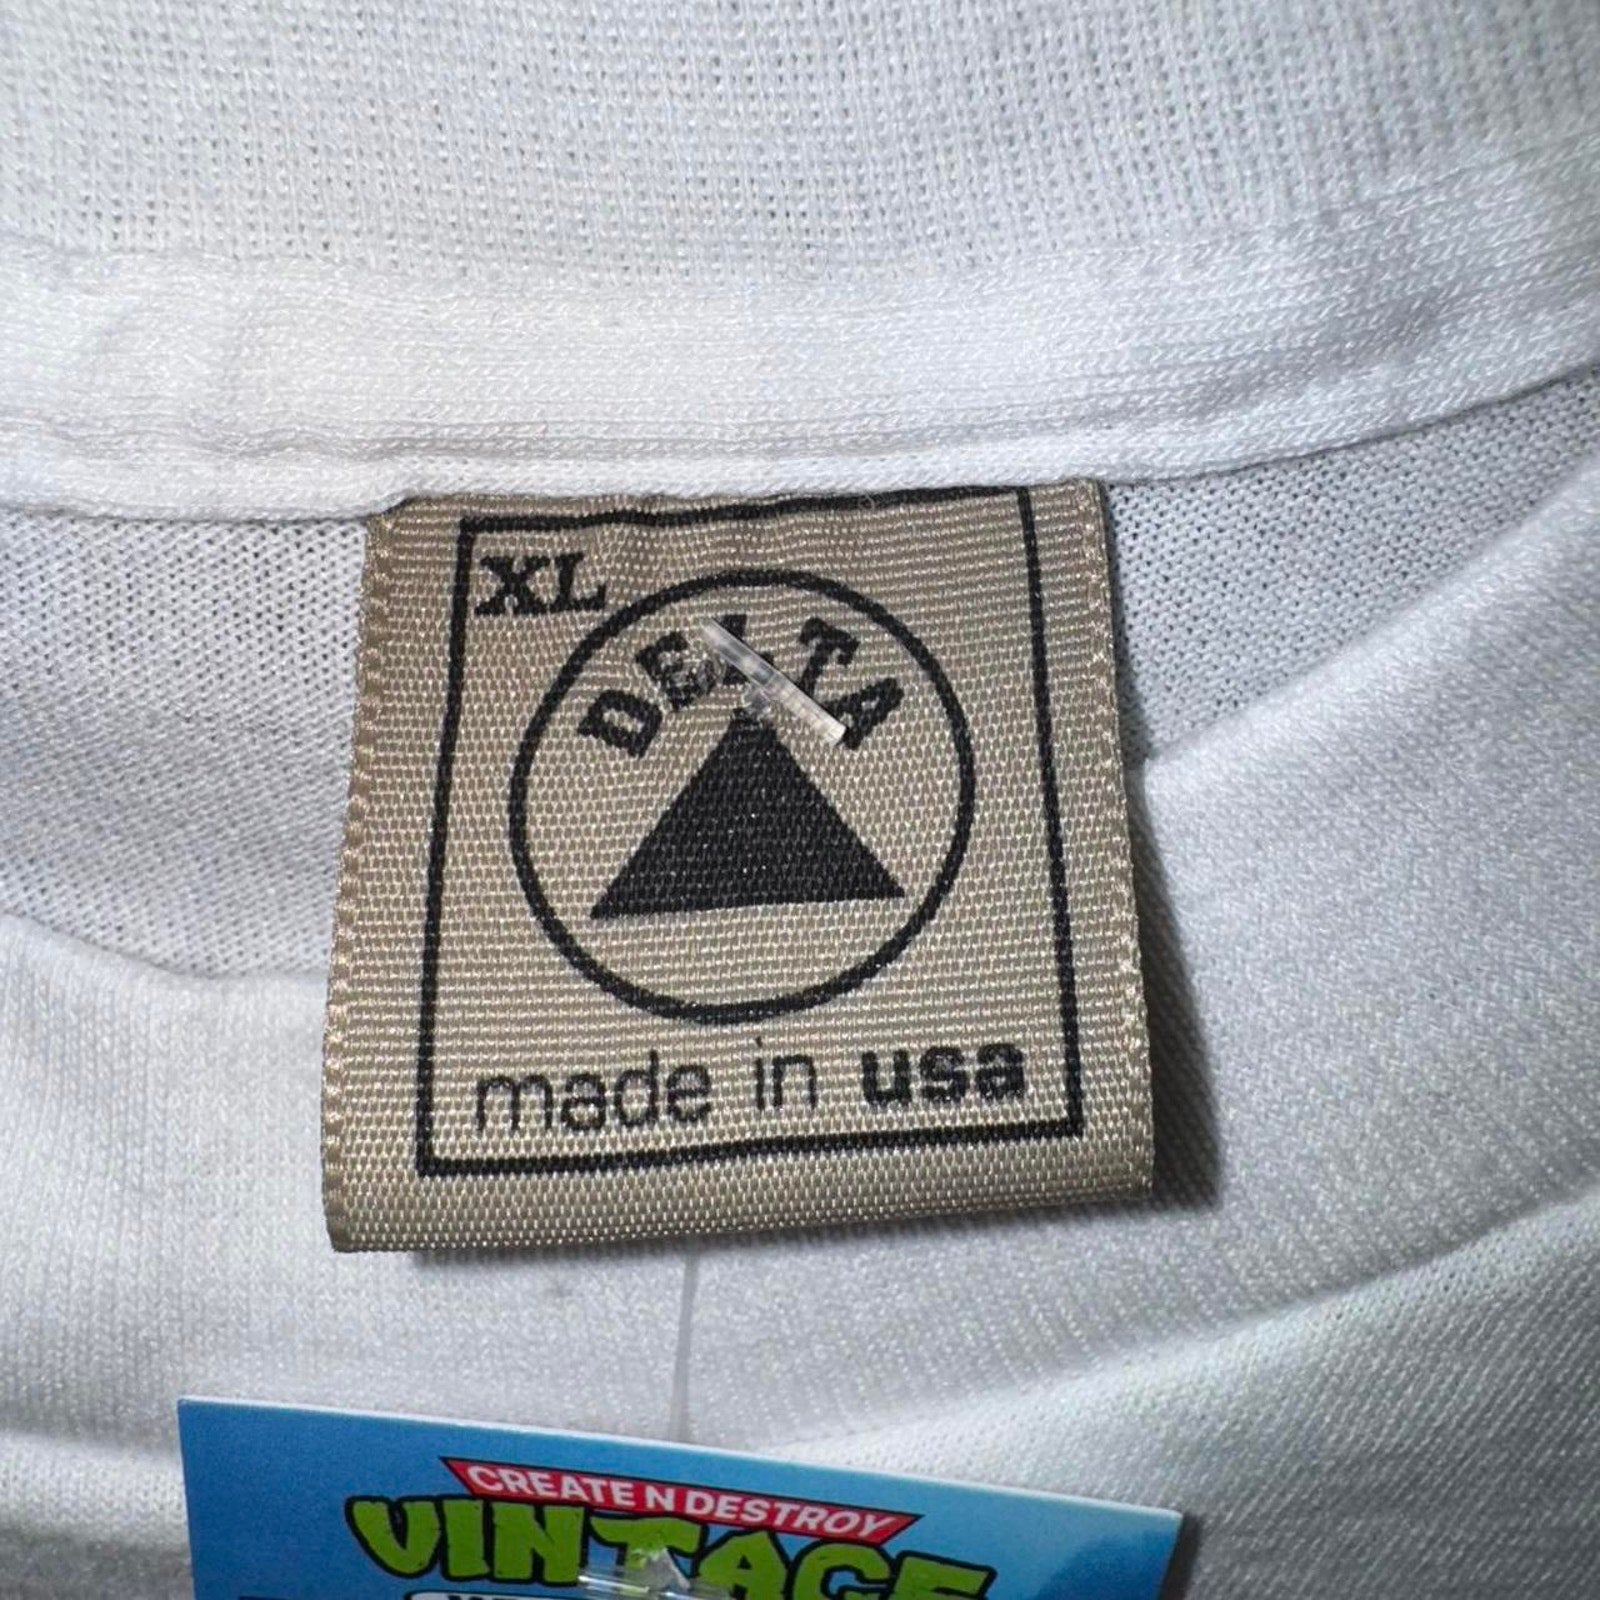 XL
DELTA
made in usa
CREATE N DESTROY
VINTAGE